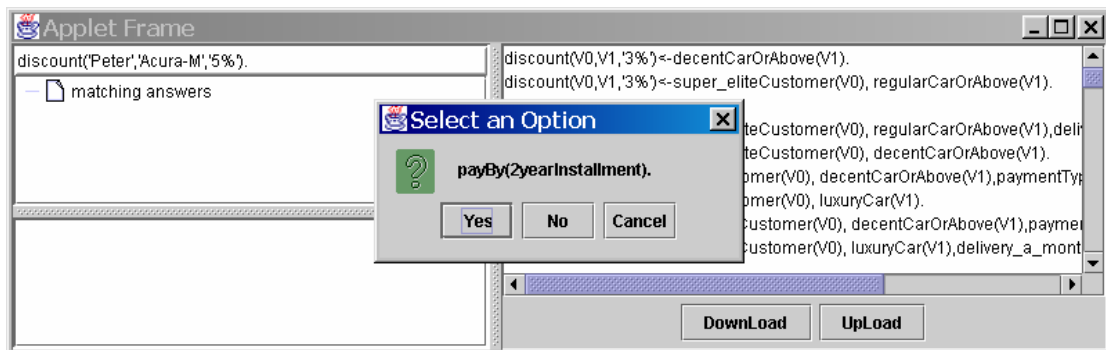 Applet Frame
discount('Peter','Acura-M','5%').
matching answers
discount(V0,V1,'3%')<-decentCarOrAbove(V1).
discount(V0,V1,'3%')<-super_eliteCustomer(V0), regularCarOrAbove(V1).
teCustomer(V0), regularCarOrAbove(V1),deli
teCustomer(V0), decentCarOrAbove(V1).
omer(V0), decentCarOrAbove(V1),paymentTyp
omer(V0), luxuryCar(V1).
Customer(V0), decentCarOrAbove(V1),paymer
Customer(V0), luxuryCar(V1),delivery_a_mont
Select an Option
payBy(2yearInstallment).
Yes No Cancel
DownLoad UpLoad